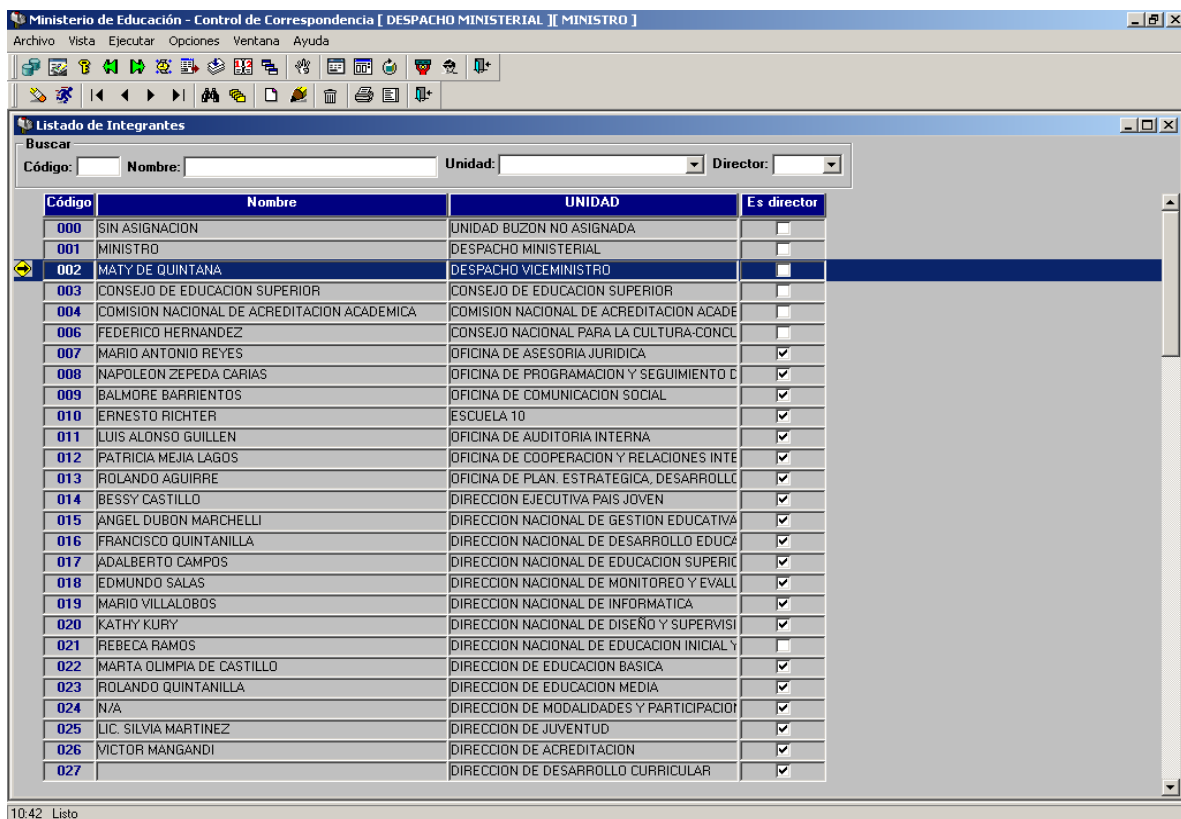 Ministerio de Educación - Control de Correspondencia [ DESPACHO MINISTERIAL ][ MINISTRO ]
Archivo Vista Ejecutar Opciones Ventana Ayuda
Listado de Integrantes
Buscar
Código: Nombre: Unidad: Director:
Código Nombre UNIDAD Es director
000 SIN ASIGNACION UNIDAD BUZON NO ASIGNADA
001 MINISTRO DESPACHO MINISTERIAL
002 MATY DE QUINTANA DESPACHO VICEMINISTRO
003 CONSEJO DE EDUCACION SUPERIOR CONSEJO DE EDUCACION SUPERIOR
004 COMISION NACIONAL DE ACREDITACION ACADEMICA COMISION NACIONAL DE ACREDITACION ACADE
006 FEDERICO HERNANDEZ CONSEJO NACIONAL PARA LA CULTURA-CONCU
007 MARIO ANTONIO REYES OFICINA DE ASESORIA JURIDICA
008 NAPOLEON ZEPEDA CARIAS OFICINA DE PROGRAMACION Y SEGUIMIENTO D
009 BALMORE BARRIENTOS OFICINA DE COMUNICACION SOCIAL
010 ERNESTO RICHTER ESCUELA 10
011 LUIS ALONSO GUILLEN OFICINA DE AUDITORIA INTERNA
012 PATRICIA MEJIA LAGOS OFICINA DE COOPERACION Y RELACIONES INTE
013 ROLANDO AGUIRRE OFICINA DE PLAN. ESTRATEGICA, DESARROLLO
014 BESSY CASTILLO DIRECCION EJECUTIVA PAIS JOVEN
015 ANGEL DUBON MARCHELLI DIRECCION NACIONAL DE GESTION EDUCATIVA
016 FRANCISCO QUINTANILLA DIRECCION NACIONAL DE DESARROLLO EDUCA
017 ADALBERTO CAMPOS DIRECCION NACIONAL DE EDUCACION SUPERIO
018 EDMUNDO SALAS DIRECCION NACIONAL DE MONITOREO Y EVALU
019 MARIO VILLALOBOS DIRECCION NACIONAL DE INFORMATICA
020 KATHY KURY DIRECCION NACIONAL DE DISEÑO Y SUPERVISI
021 REBECA RAMOS DIRECCION NACIONAL DE EDUCACION INICIAL Y
022 MARTA OLIMPIA DE CASTILLO DIRECCION DE EDUCACION BASICA
023 ROLANDO QUINTANILLA DIRECCION DE EDUCACION MEDIA
024 N/A DIRECCION DE MODALIDADES Y PARTICIPACION
025 LIC. SILVIA MARTINEZ DIRECCION DE JUVENTUD
026 VICTOR MANGANDI DIRECCION DE ACREDITACION
027 DIRECCION DE DESARROLLO CURRICULAR
10:42 Listo